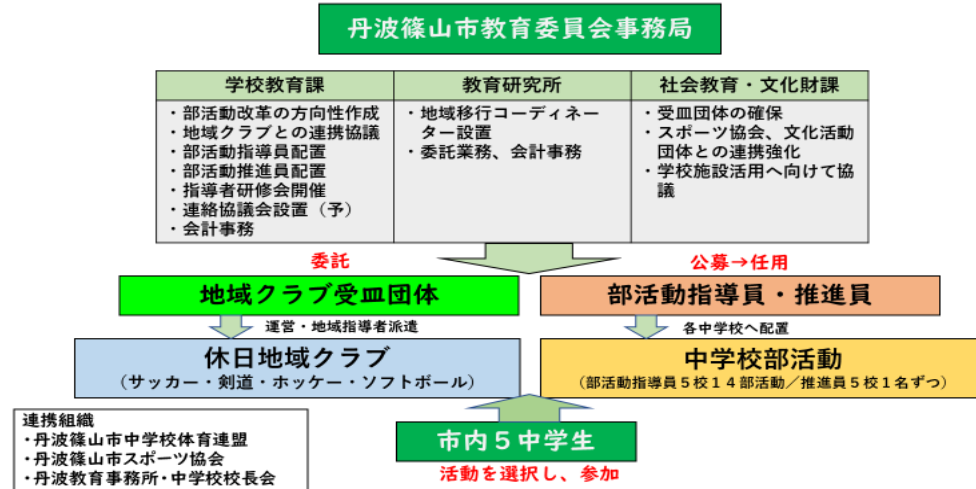 丹波篠山市教育委員会事務局
学校教育課
・部活動改革の方向性作成
・地域クラブとの連携協議
・部活動指導員配置
・部活動推進員配置
・指導者研修会開催
・連絡協議会設置（予）
・会計事務
教育研究所
・地域移行コーディネー
ター設置
・委託業務、会計事務
社会教育・文化財課
・受皿団体の確保
・スポーツ協会、文化活動
団体との連携強化
・学校施設活用へ向けて協
議
委託
公募→任用
地域クラブ受皿団体
部活動指導員・推進員
運営・地域指導者派遣
各中学校へ配置
休日地域クラブ
（サッカー・剣道・ホッケー・ソフトボール）
中学校部活動
（部活動指導員５校１４部活動／推進員５校１名ずつ）
連携組織
・丹波篠山市中学校体育連盟
・丹波篠山市スポーツ協会
・丹波教育事務所・中学校校長会
市内５中学生
活動を選択し、参加